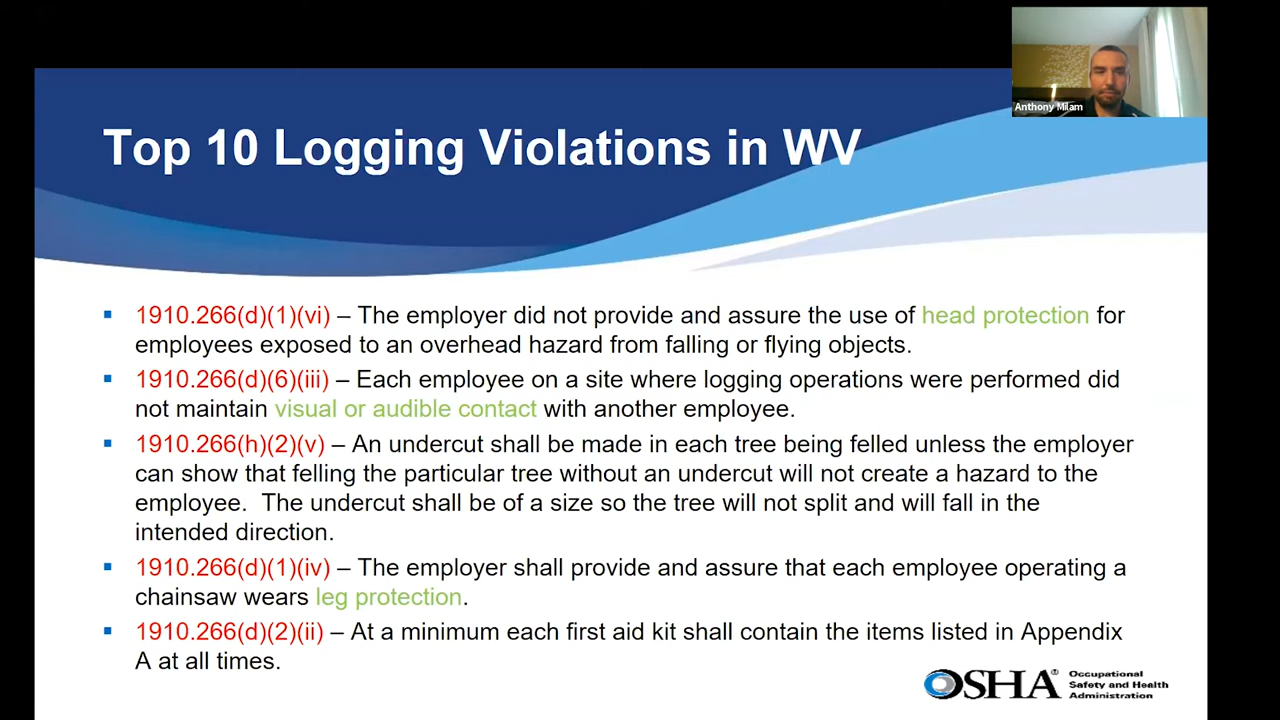 Anthony Milam
Top 10 Logging Violations in WV
▪ 1910.266(d)(1)(vi) – The employer did not provide and assure the use of head protection for
employees exposed to an overhead hazard from falling or flying objects.
▪ 1910.266(d)(6)(iii) – Each employee on a site where logging operations were performed did
not maintain visual or audible contact with another employee.
▪ 1910.266(h)(2)(v) – An undercut shall be made in each tree being felled unless the employer
can show that felling the particular tree without an undercut will not create a hazard to the
employee.  The undercut shall be of a size so the tree will not split and will fall in the
intended direction.
▪ 1910.266(d)(1)(iv) – The employer shall provide and assure that each employee operating a
chainsaw wears leg protection.
▪ 1910.266(d)(2)(ii) – At a minimum each first aid kit shall contain the items listed in Appendix
A at all times.
OSHA®
Occupational
Safety and Health
Administration